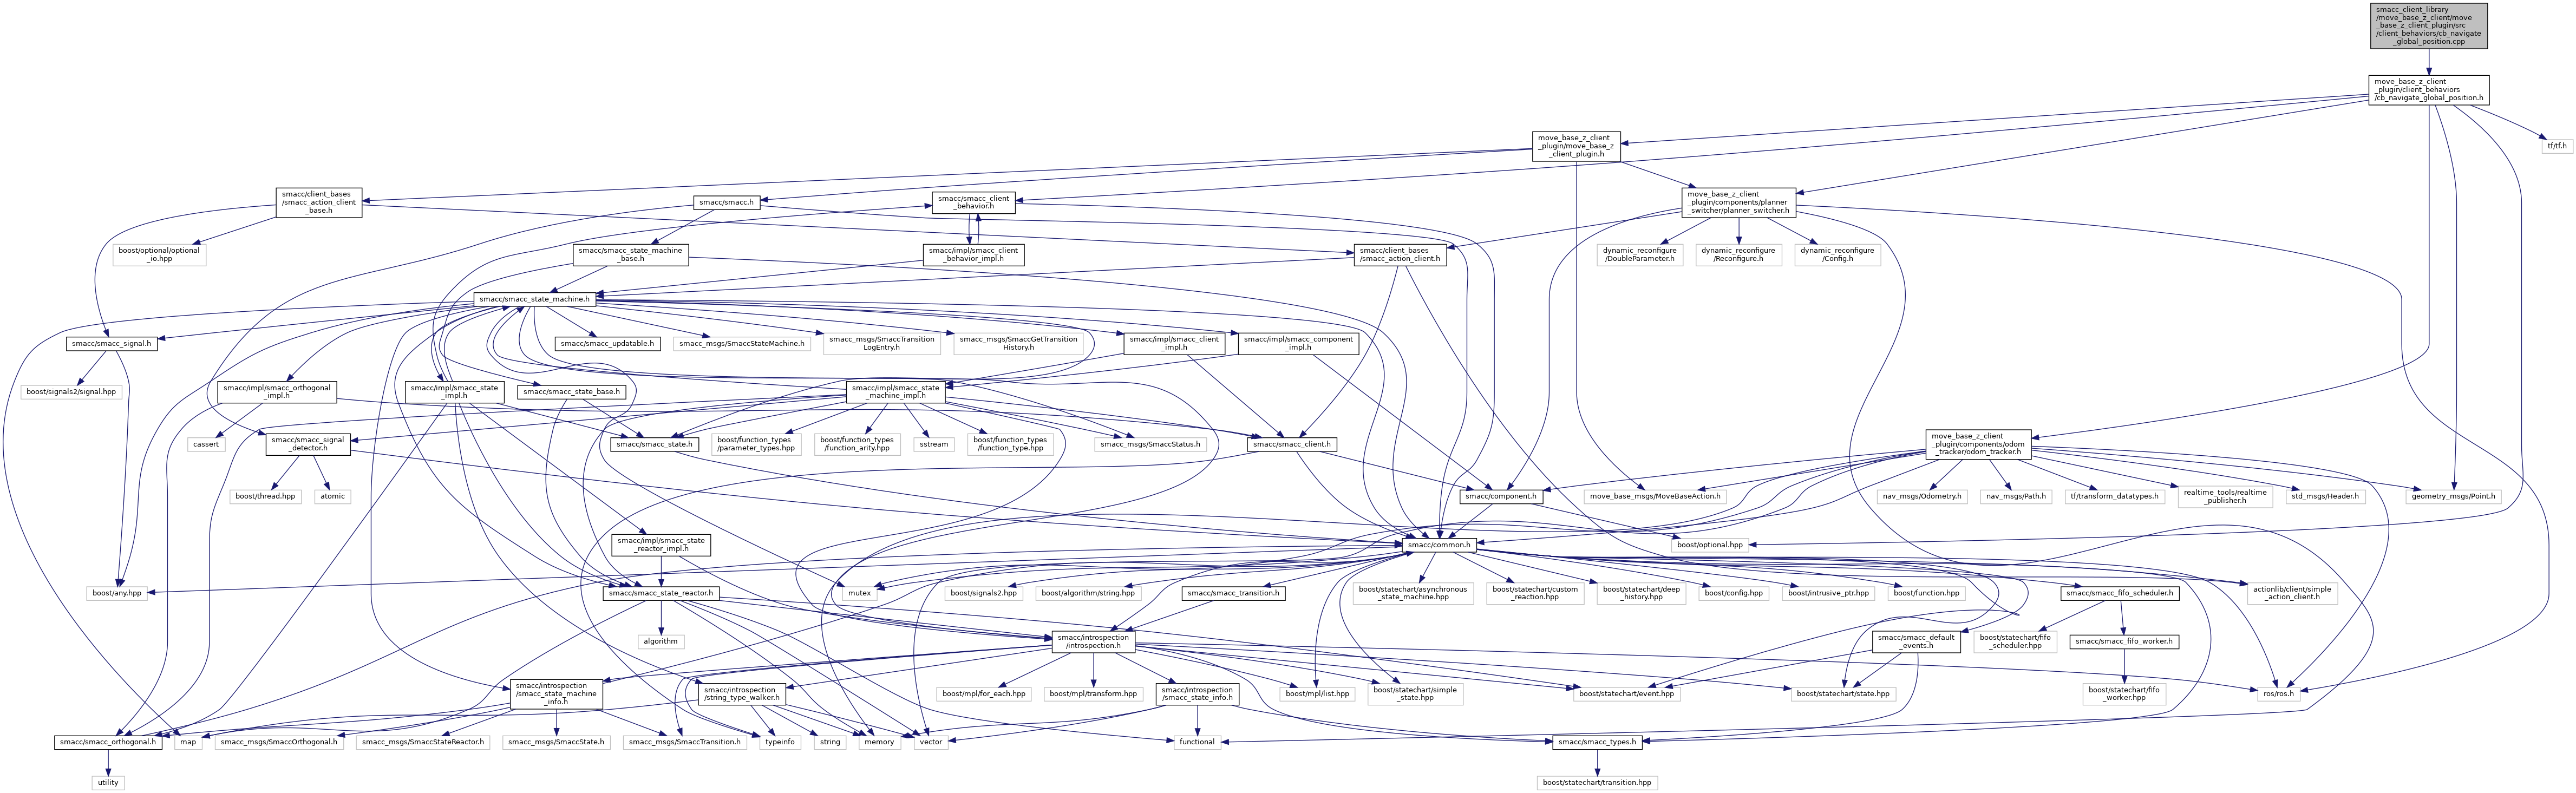 smacc_client_library
/move_base_z_client/move
_base_z_client_plugin/src
/client_behaviors/cb_navigate
_global_position.cpp
move_base_z_client
_plugin/client_behaviors
/cb_navigate_global_position.h
move_base_z_client
_plugin/move_base_z
_client_plugin.h
tf/tf.h
smacc/client_bases
/smacc_action_client
_base.h
smacc/smacc.h
smacc/smacc_client
_behavior.h
move_base_z_client
_plugin/components/planner
_switcher/planner_switcher.h
boost/optional/optional
_io.hpp
smacc/smacc_state_machine
_base.h
smacc/impl/smacc_client
_behavior_impl.h
smacc/client_bases
/smacc_action_client.h
dynamic_reconfigure
/DoubleParameter.h
dynamic_reconfigure
/Reconfigure.h
dynamic_reconfigure
/Config.h
smacc/smacc_state_machine.h
smacc/smacc_signal.h
smacc/smacc_updatable.h
smacc_msgs/SmaccStateMachine.h
smacc_msgs/SmaccTransition
LogEntry.h
smacc_msgs/SmaccGetTransition
History.h
smacc/impl/smacc_client
_impl.h
smacc/impl/smacc_component
_impl.h
boost/signals2/signal.hpp
smacc/impl/smacc_orthogonal
_impl.h
smacc/impl/smacc_state
_impl.h
smacc/smacc_state_base.h
smacc/impl/smacc_state
_machine_impl.h
cassert
smacc/smacc_signal
_detector.h
smacc/smacc_state.h
boost/function_types
/parameter_types.hpp
boost/function_types
/function_arity.hpp
sstream
boost/function_types
/function_type.hpp
smacc_msgs/SmaccStatus.h
smacc/smacc_client.h
move_base_z_client
_plugin/components/odom
_tracker/odom_tracker.h
boost/thread.hpp
atomic
smacc/component.h
move_base_msgs/MoveBaseAction.h
nav_msgs/Odometry.h
nav_msgs/Path.h
tf/transform_datatypes.h
realtime_tools/realtime
_publisher.h
std_msgs/Header.h
geometry_msgs/Point.h
smacc/impl/smacc_state
_reactor_impl.h
smacc/common.h
boost/optional.hpp
boost/any.hpp
smacc/smacc_state_reactor.h
mutex
boost/signals2.hpp
boost/algorithm/string.hpp
smacc/smacc_transition.h
boost/statechart/asynchronous
_state_machine.hpp
boost/statechart/custom
_reaction.hpp
boost/statechart/deep
_history.hpp
boost/config.hpp
boost/intrusive_ptr.hpp
boost/function.hpp
smacc/smacc_fifo_scheduler.h
actionlib/client/simple
_action_client.h
algorithm
smacc/introspection
/introspection.h
smacc/smacc_default
_events.h
boost/statechart/fifo
_scheduler.hpp
smacc/smacc_fifo_worker.h
smacc/introspection
/smacc_state_machine
_info.h
smacc/introspection
/string_type_walker.h
boost/mpl/for_each.hpp
boost/mpl/transform.hpp
smacc/introspection
/smacc_state_info.h
boost/mpl/list.hpp
boost/statechart/simple
_state.hpp
boost/statechart/event.hpp
boost/statechart/state.hpp
boost/statechart/fifo
_worker.hpp
ros/ros.h
smacc/smacc_orthogonal.h
map
smacc_msgs/SmaccOrthogonal.h
smacc_msgs/SmaccStateReactor.h
smacc_msgs/SmaccState.h
smacc_msgs/SmaccTransition.h
typeinfo
string
memory
vector
functional
smacc/smacc_types.h
utility
boost/statechart/transition.hpp